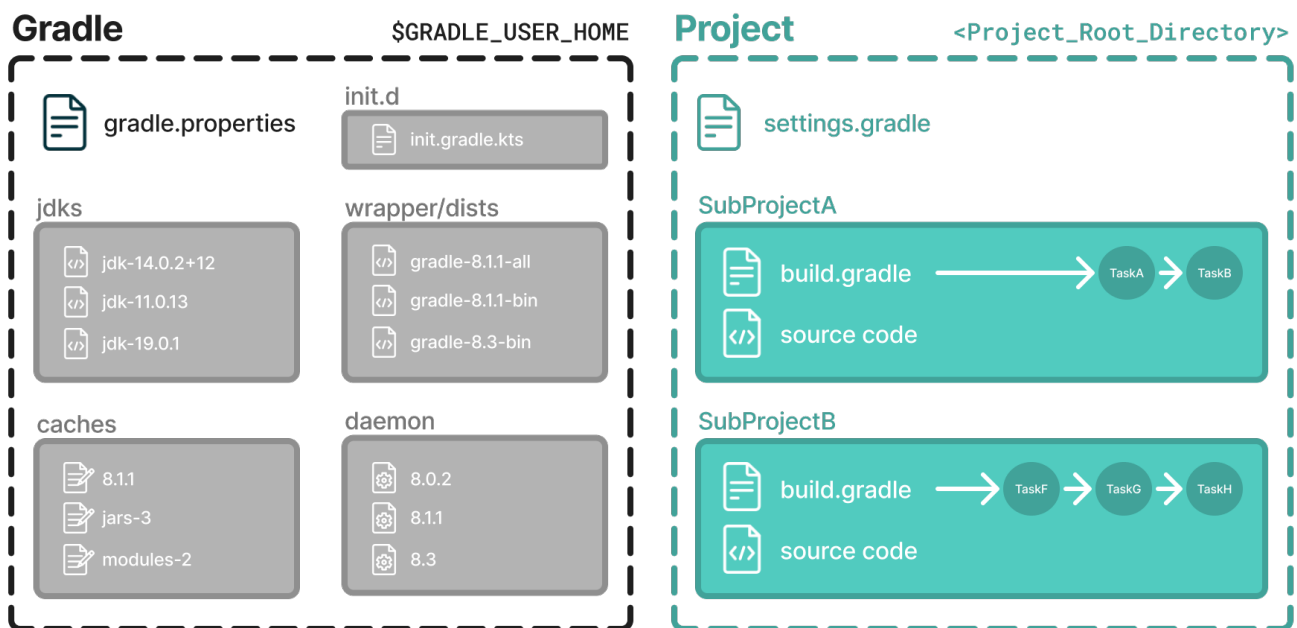 Gradle
$GRADLE_USER_HOME
gradle.properties
init.d
init.gradle.kts
jdks
jdk-14.0.2+12
jdk-11.0.13
jdk-19.0.1
wrapper/dists
gradle-8.1.1-all
gradle-8.1.1-bin
gradle-8.3-bin
caches
8.1.1
jars-3
modules-2
daemon
8.0.2
8.1.1
8.3
Project
<Project_Root_Directory>
settings.gradle
SubProjectA
build.gradle
TaskA
TaskB
source code
SubProjectB
build.gradle
TaskF
TaskG
TaskH
source code